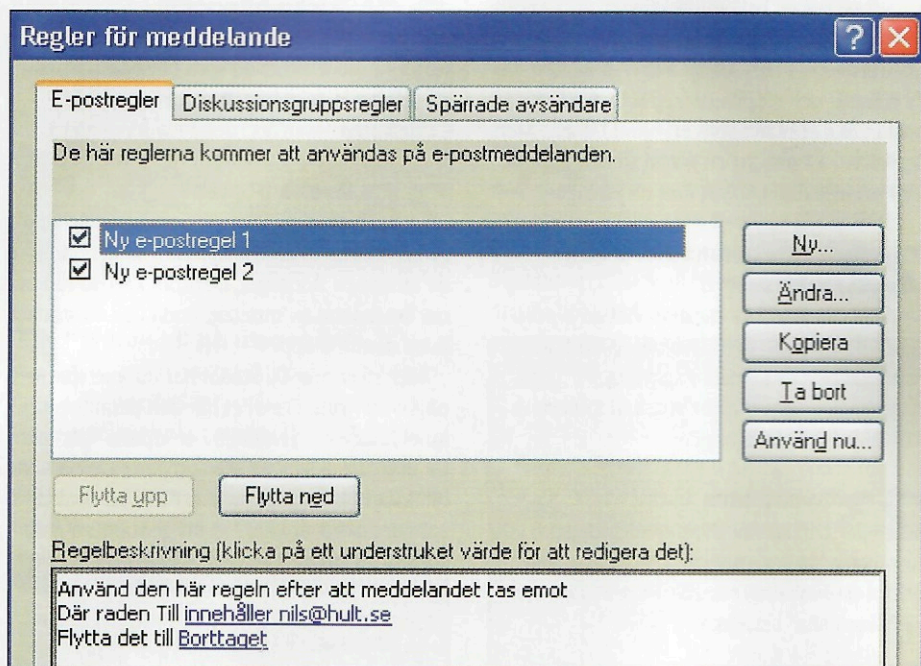 Regler för meddelande
E-postregler Diskussionsgruppsregler Spärrade avsändare
De här reglerna kommer att användas på e-postmeddelanden.
Ny e-postregel 1
Ny e-postregel 2
Ny...
Ändra...
Kopiera
Ta bort
Använd nu...
Flytta upp Flytta ned
Regelbeskrivning (klicka på ett understruket värde för att redigera det):
Använd den här regeln efter att meddelandet tas emot
Där raden Till innehåller nils@hult.se
Flytta det till Borttaget